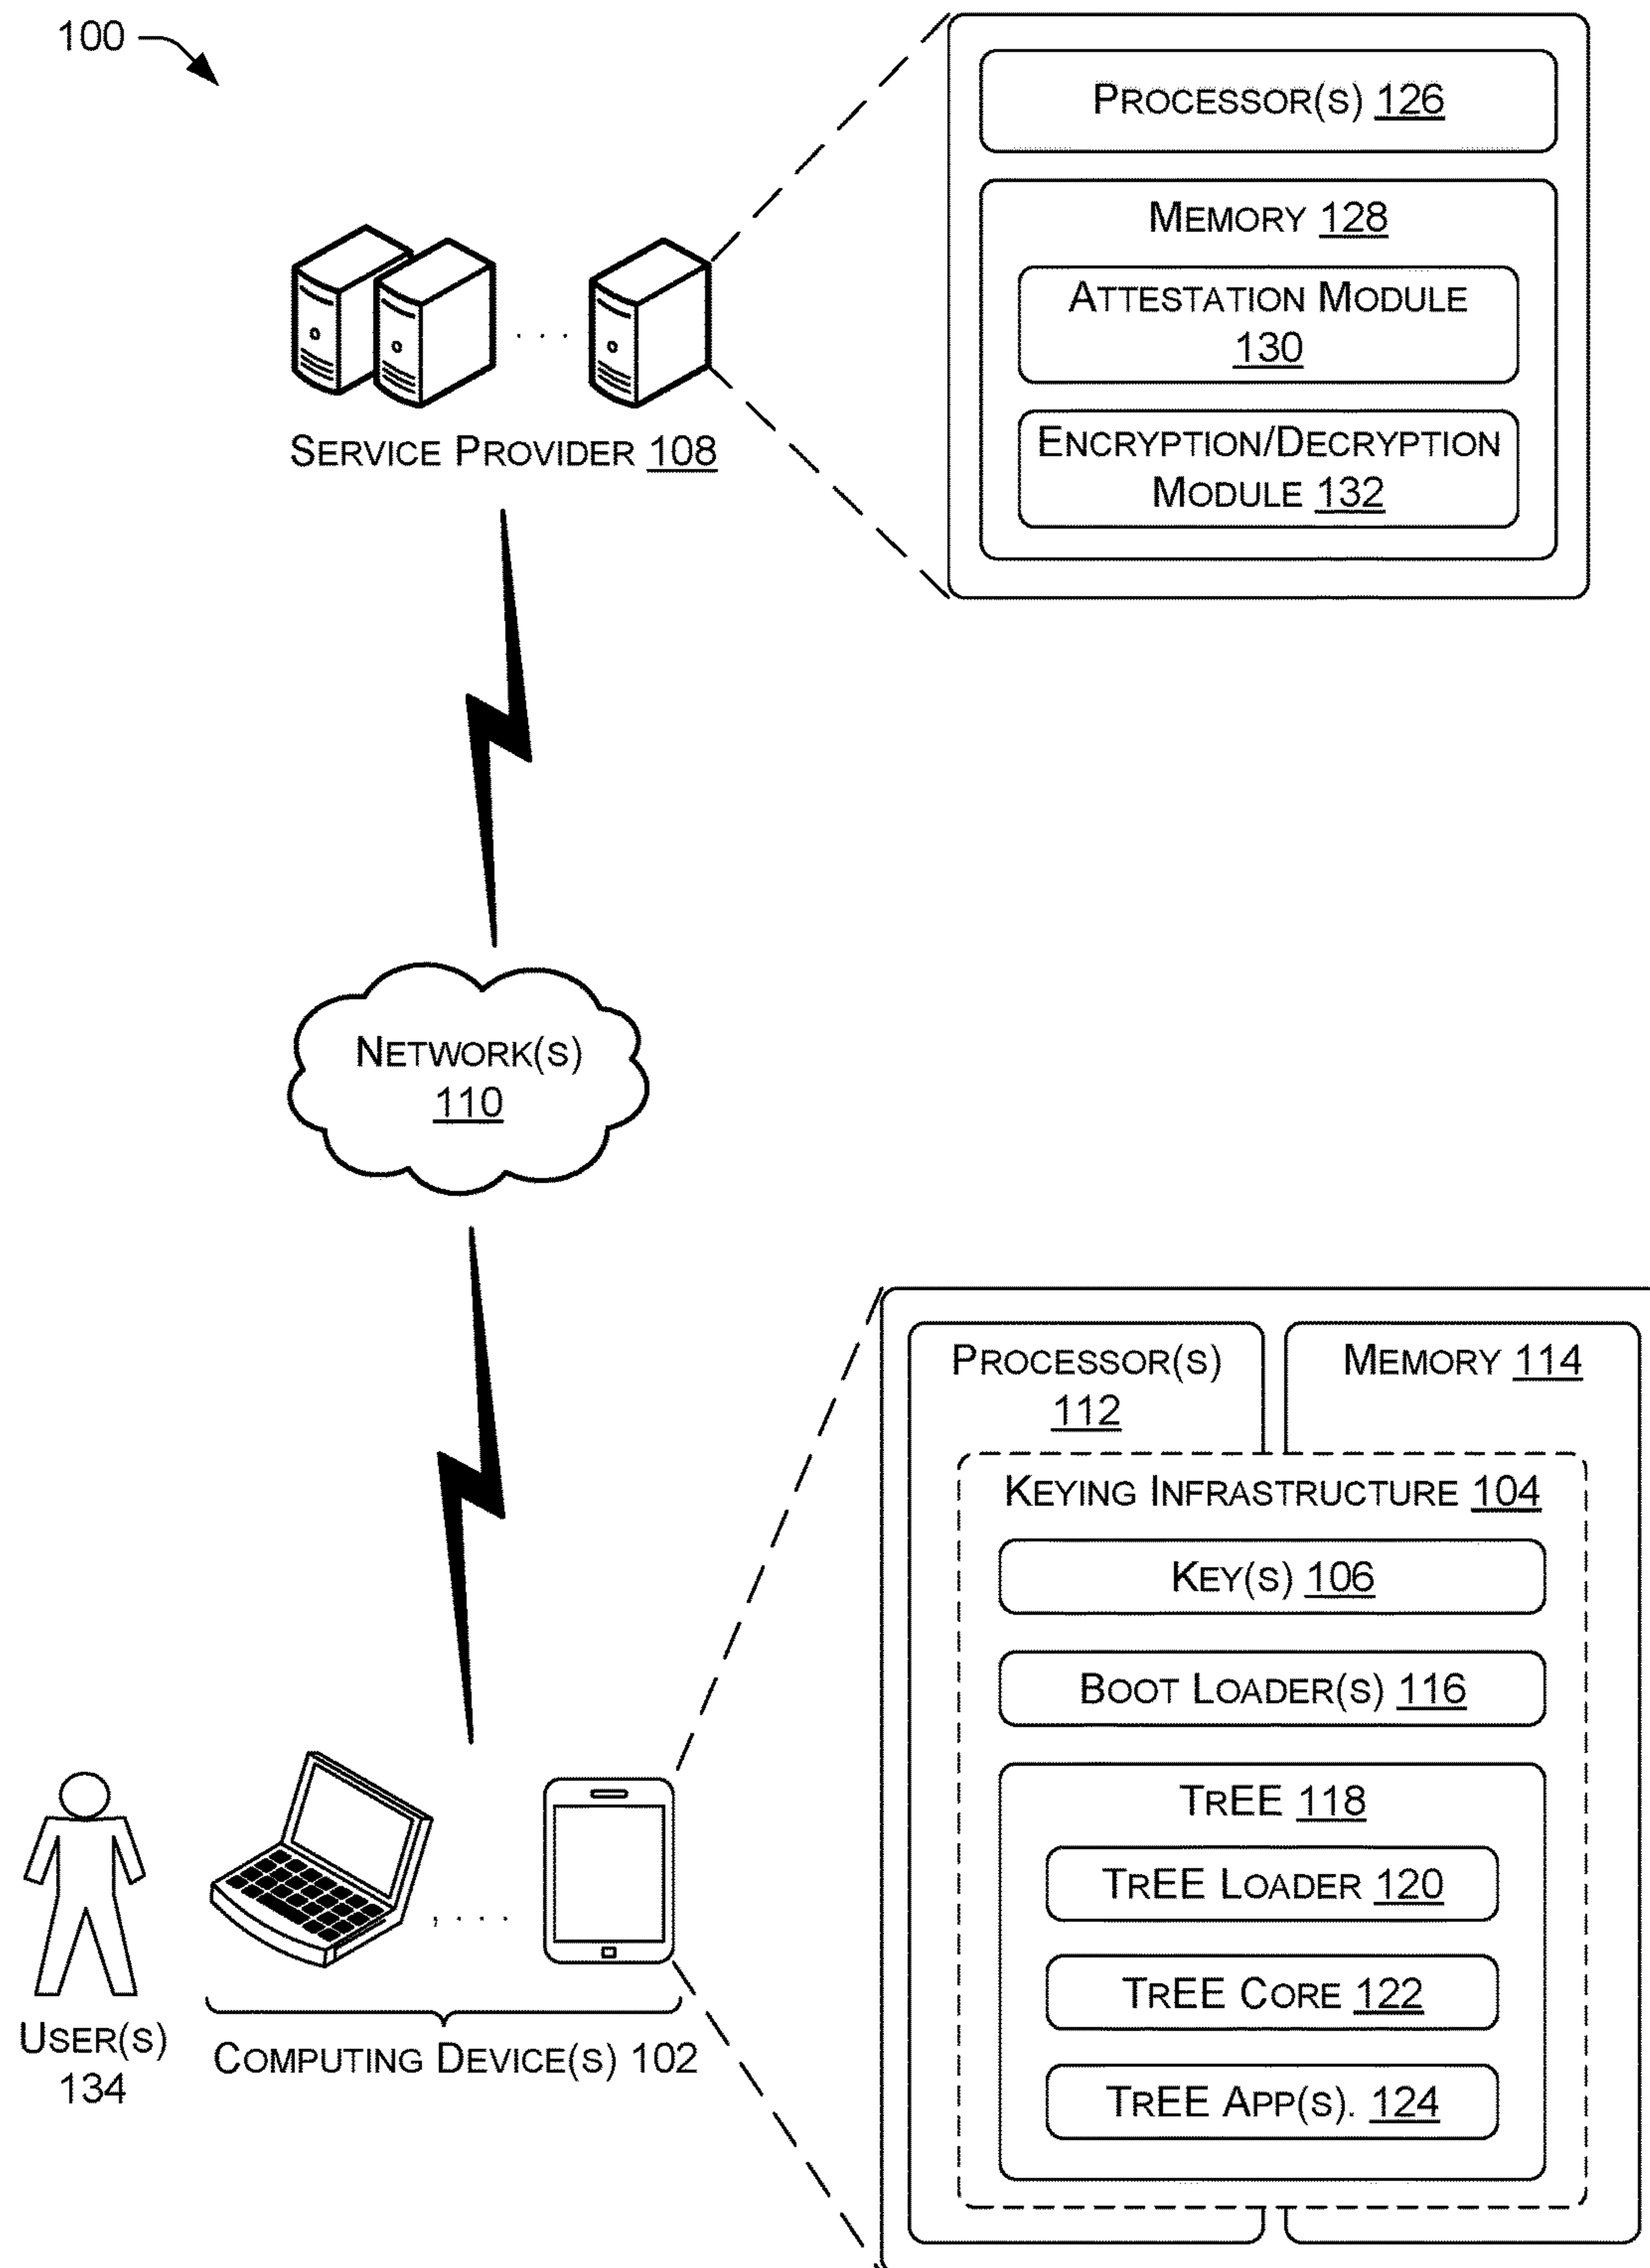 100
PROCESSOR(S) 126
MEMORY 128
ATTESTATION MODULE
130
ENCRYPTION/DECRYPTION
MODULE 132
SERVICE PROVIDER 108
NETWORK(S)
110
PROCESSOR(S)
112
MEMORY 114
KEYING INFRASTRUCTURE 104
KEY(S) 106
BOOT LOADER(S) 116
TREE 118
TREE LOADER 120
TREE CORE 122
TREE APP(S). 124
USER(S)
134
, . . . .
COMPUTING DEVICE(S) 102